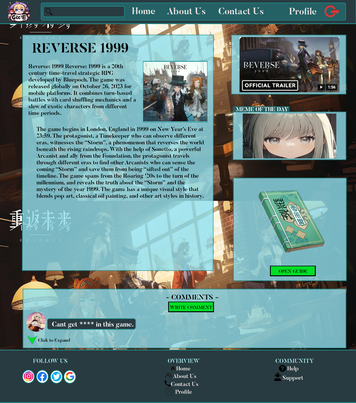 Home About Us Contact Us Profile
REVERSE 1999
Reverse: 1999 Reverse: 1999 is a 20th
century time-travel strategic RPG
developed by Bluepoch. The game was
released globally on October 26, 2023 for
mobile platforms. It combines turn-based
battles with card shuffling mechanics and a
slew of exotic characters from different
time periods.
REVERSE
1999
The game begins in London, England in 1999 on New Year's Eve at
23:59. The protagonist, a Timekeeper who can observe different
eras, witnesses the "Storm", a phenomenon that reverses the world
beneath the rising raindrops. With the help of Sonetto, a powerful
Arcanist and ally from the Foundation, the protagonist travels
through different eras to find other Arcanists who can sense the
coming "Storm" and save them from being "sifted out" of the
timeline. The game spans from the Roaring '20s to the turn of the
millennium, and reveals the truth about the "Storm" and the
mystery of the year 1999. The game has a unique visual style that
blends pop art, classical oil painting, and other art styles in history.
REVERSE
1999
OFFICIAL TRAILER
1:56
MEME OF THE DAY
重返未来
OPEN GUIDE
~ COMMENTS ~
WRITE COMMENT
Cant get **** in this game.
Click to Expand
FOLLOW US
OVERVIEW
Home
About Us
Contact Us
Profile
COMMUNITY
Help
Support